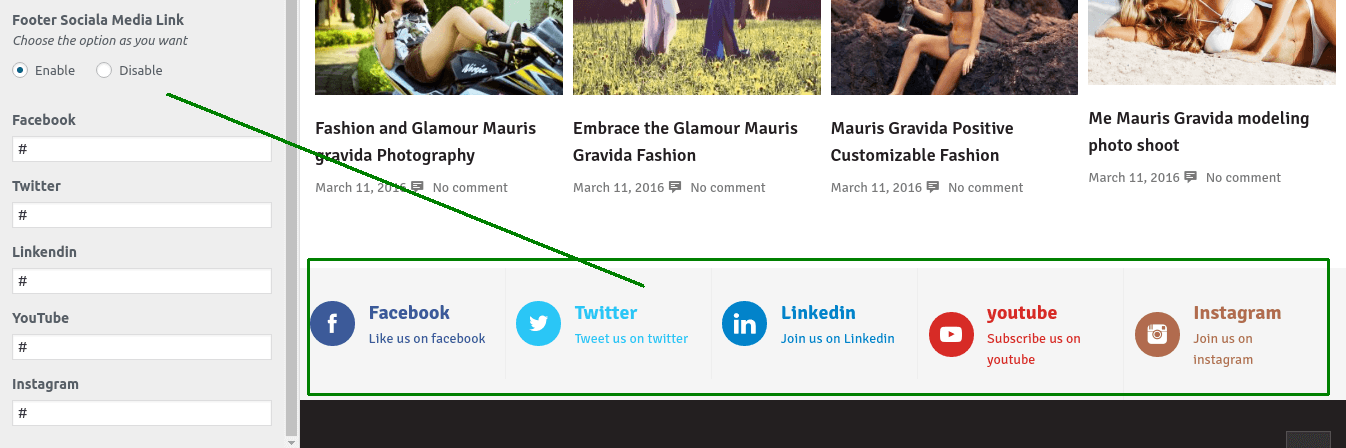 Footer Sociala Media Link
Choose the option as you want
Enable Disable
Facebook
#
Twitter
#
Linkendin
#
YouTube
#
Instagram
#
Ninja
Fashion and Glamour Mauris
gravida Photography
March 11, 2016 No comment
Embrace the Glamour Mauris
Gravida Fashion
March 11, 2016 No comment
Mauris Gravida Positive
Customizable Fashion
March 11, 2016 No comment
Me Mauris Gravida modeling
photo shoot
March 11, 2016 No comment
Facebook
Like us on facebook
Twitter
Tweet us on twitter
Linkedin
Join us on Linkedin
youtube
Subscribe us on
youtube
Instagram
Join us on
instagram